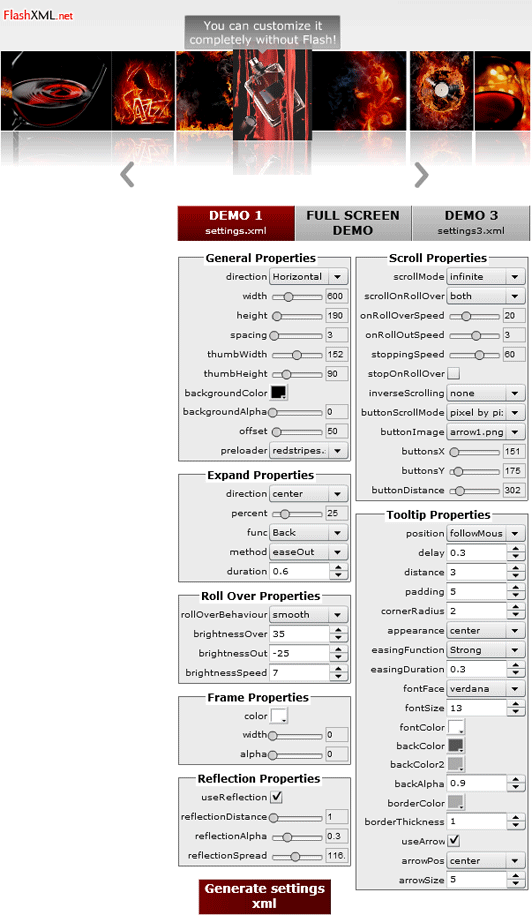 FlashXML.net
You can customize it
completely without Flash!
DEMO 1
settings.xml
FULL SCREEN
DEMO
DEMO 3
settings3.xml
General Properties
direction Horizontal
width 600
height 190
spacing 3
thumbWidth 152
thumbHeight 90
backgroundColor
backgroundAlpha 0
offset 50
preloader redstripes.
Expand Properties
direction center
percent 25
func Back
method easeOut
duration 0.6
Roll Over Properties
rollOverBehaviour smooth
brightnessOver 35
brightnessOut -25
brightnessSpeed 7
Frame Properties
color
width 0
alpha 0
Reflection Properties
useReflection
reflectionDistance 1
reflectionAlpha 0.3
reflectionSpread 116.
Generate settings
xml
Scroll Properties
scrollMode infinite
scrollOnRollOver both
onRollOverSpeed 20
onRollOutSpeed 3
stoppingSpeed 60
stopOnRollOver
inverseScrolling none
buttonScrollMode pixel by pi:
buttonImage arrow1.png
buttonsX 151
buttonsY 175
buttonDistance 302
Tooltip Properties
position followMous
delay 0.3
distance 3
padding 5
cornerRadius 2
appearance center
easingFunction Strong
easingDuration 0.3
fontFace verdana
fontSize 13
fontColor
backColor
backColor2
backAlpha 0.9
borderColor
borderThickness 1
useArrow
arrowPos center
arrowSize 5